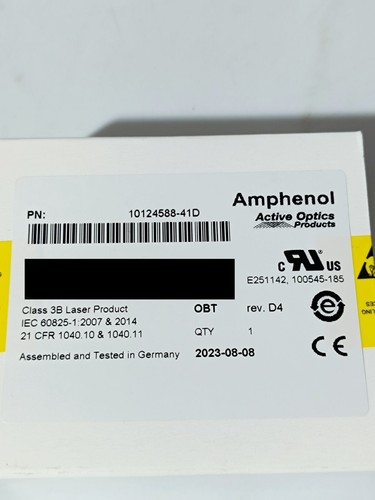 Amphenol
Active Optics
Products
PN: 10124588-41D
c RU US
E251142, 100545-185
Class 3B Laser Product OBT rev. D4
IEC 60825-1:2007 & 2014
21 CFR 1040.10 & 1040.11 QTY 1
Assembled and Tested in Germany 2023-08-08
e
CE